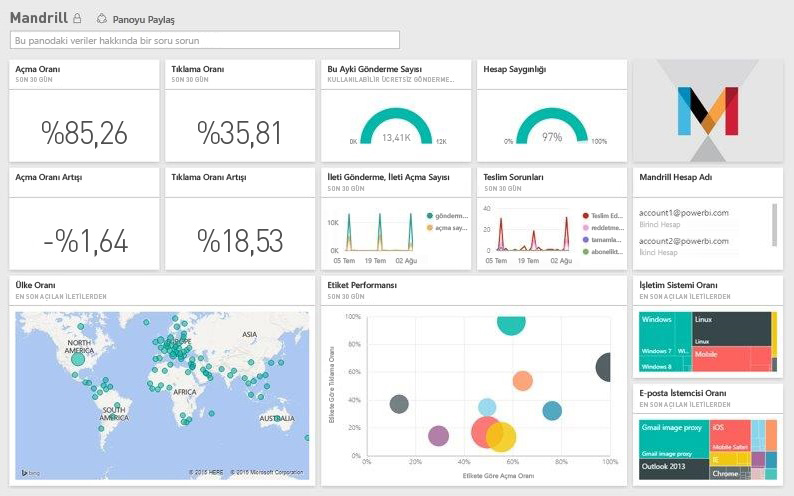 Mandrill Panoyu Paylaş
Bu panodaki veriler hakkında bir soru sorun
Açma Oranı
SON 30 GÜN
%85,26
Tıklama Oranı
SON 30 GÜN
%35,81
Bu Ayki Gönderme Sayısı
KULLANILABİLİR ÜCRETSİZ GÖNDERME...
13,41K
0K
12K
Hesap Saygınlığı
97%
0%
100%
Açma Oranı Artışı
-%1,64
Tıklama Oranı Artışı
%18,53
İleti Gönderme, İleti Açma Sayısı
SON 30 GÜN
10K
0K
05 Tem 19 Tem 02 Ağu
gönderm...
açma say...
Teslim Sorunları
SON 30 GÜN
40
20
0
05 Tem 19 Tem 02 Ağu
Teslim Ed...
reddetme...
tamamla...
abonelikt...
Mandrill Hesap Adı
account1@powerbi.com
Birinci Hesap
account2@powerbi.com
İkinci Hesap
Ülke Oranı
EN SON AÇILAN İLETİLERDEN
NORTH AMERICA
EUROPE
ASIA
AFRICA
SOUTH AMERICA
AUSTRALIA
bing
© 2015 HERE © 2015 Microsoft Corporation
Etiket Performansı
SON 30 GÜN
Etikete Göre Tıklama Oranı
100%
80%
60%
40%
20%
0%
0% 20% 40% 60% 80% 100%
Etikete Göre Açma Oranı
İşletim Sistemi Oranı
EN SON AÇILAN İLETİLERDEN
Windows
Windows 7
Wi...
Windows 8
Linux
Linux
Mobile
E-posta İstemcisi Oranı
EN SON AÇILAN İLETİLERDEN
Gmail image proxy
Gmail image proxy
Outlook 2013
iOS
Mobile Safari
IE
Chrome